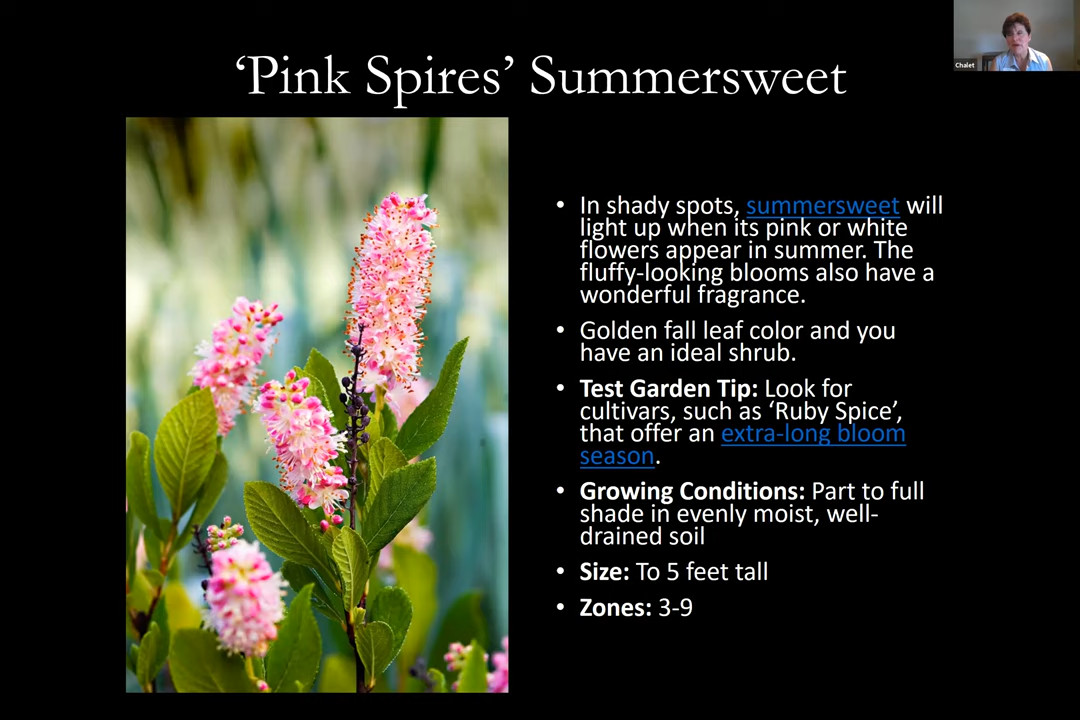 ‘Pink Spires’ Summersweet
Chalet
• In shady spots, summersweet will
light up when its pink or white
flowers appear in summer. The
fluffy-looking blooms also have a
wonderful fragrance.
• Golden fall leaf color and you
have an ideal shrub.
• Test Garden Tip: Look for
cultivars, such as ‘Ruby Spice’,
that offer an extra-long bloom
season.
• Growing Conditions: Part to full
shade in evenly moist, well-
drained soil
• Size: To 5 feet tall
• Zones: 3-9